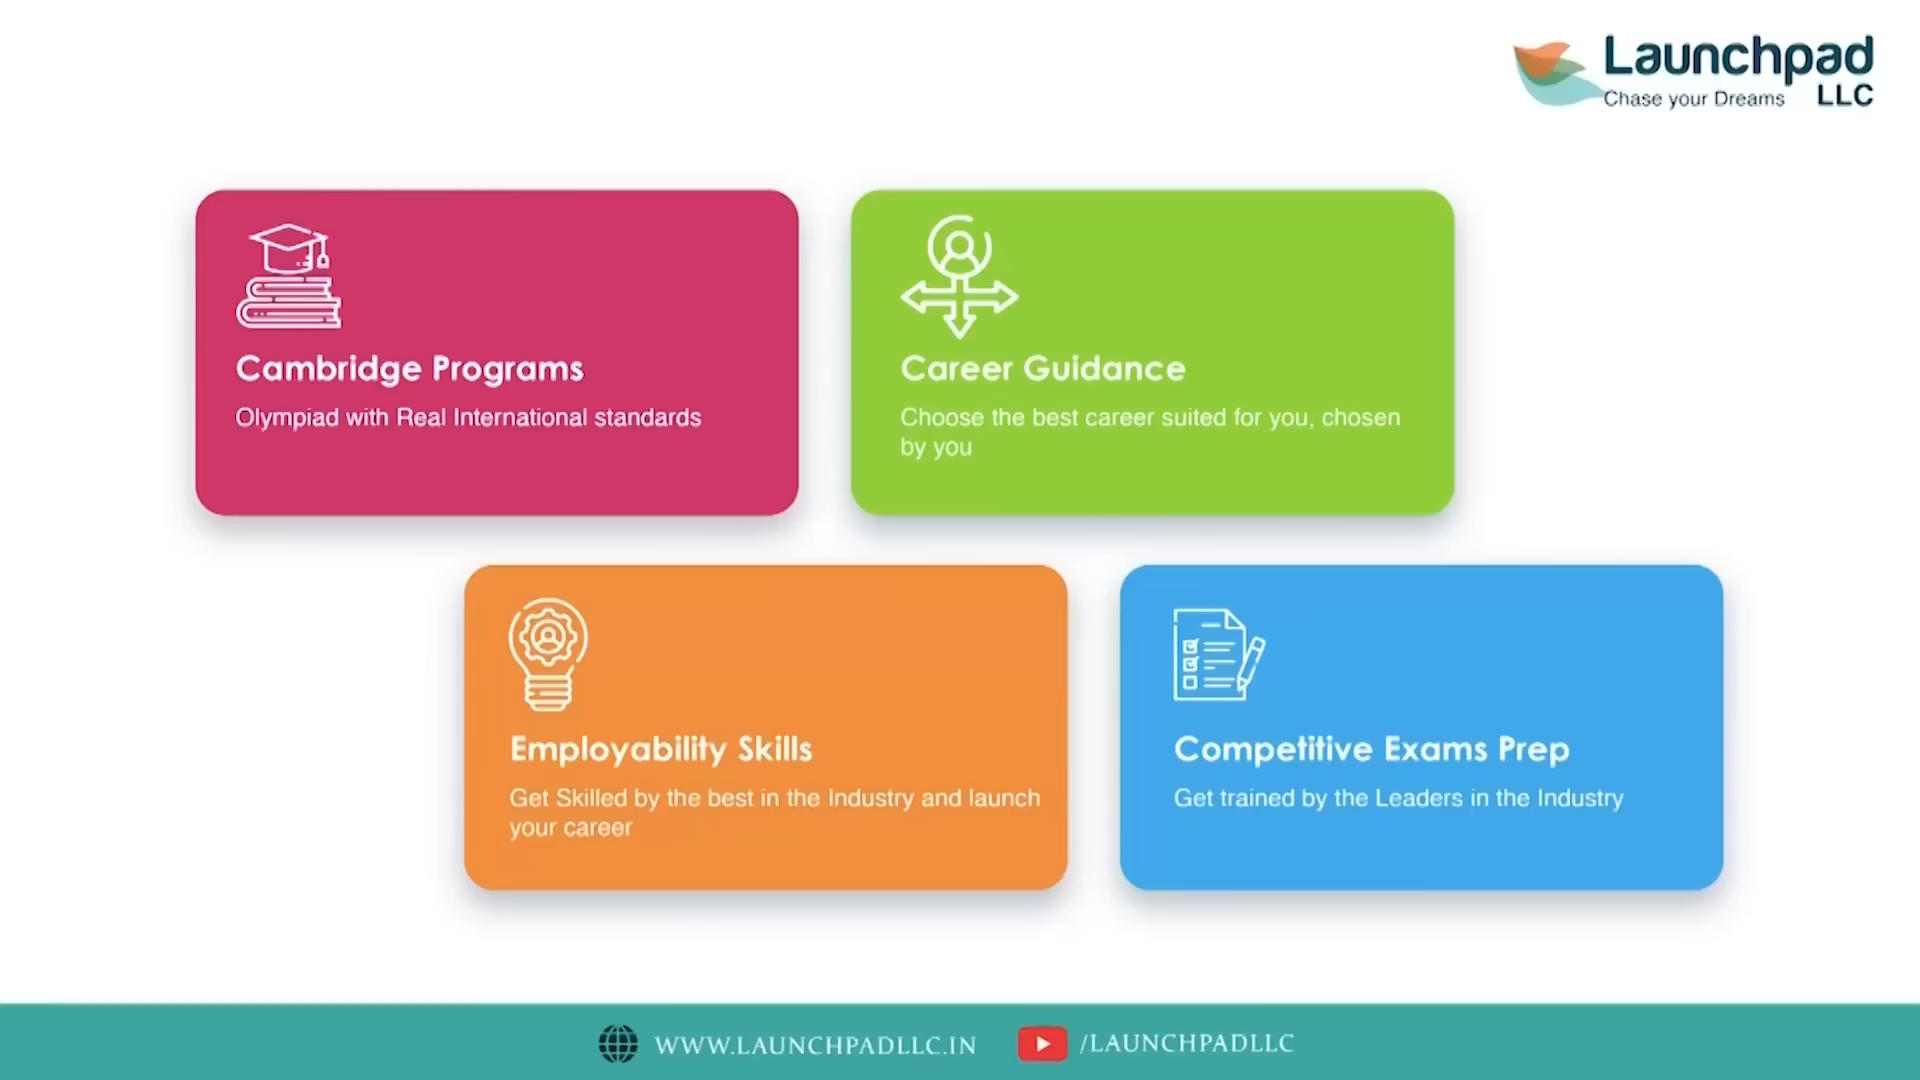 Launchpad
Chase your Dreams LLC
Cambridge Programs
Olympiad with Real International standards
Career Guidance
Choose the best career suited for you, chosen
by you
Employability Skills
Get Skilled by the best in the Industry and launch
your career
Competitive Exams Prep
Get trained by the Leaders in the Industry
WWW.LAUNCHPADLLC.IN
/LAUNCHPADLLC